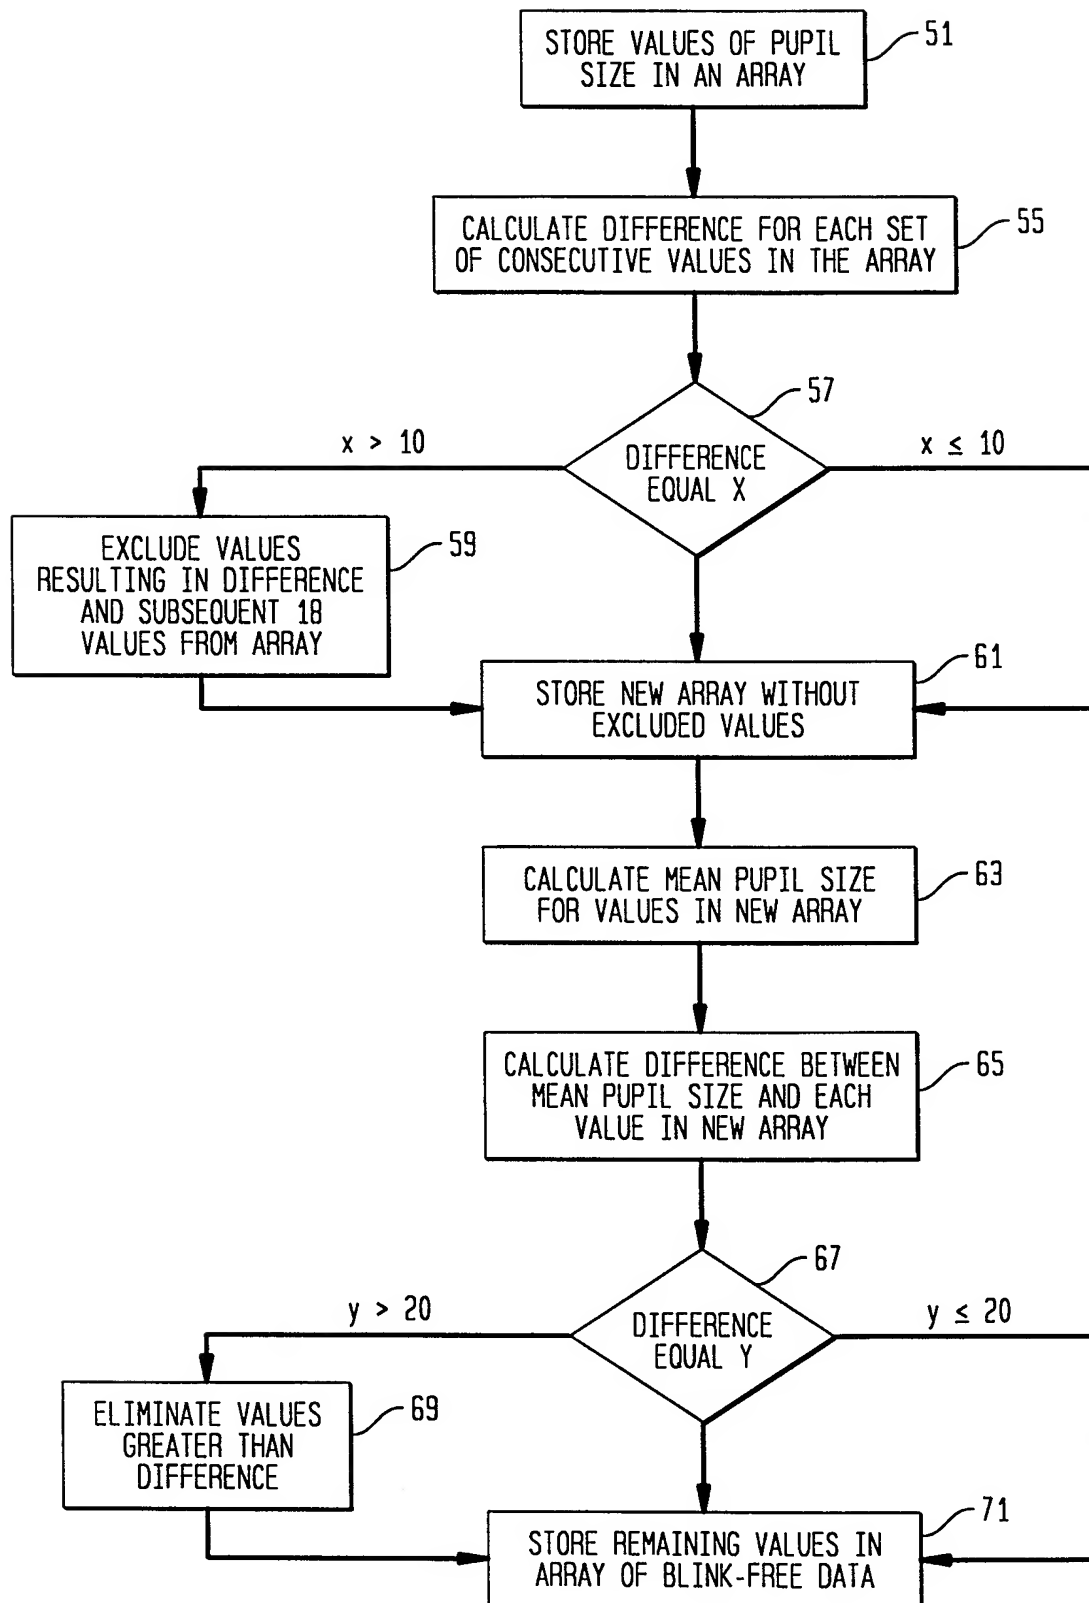 STORE VALUES OF PUPIL
SIZE IN AN ARRAY
51
CALCULATE DIFFERENCE FOR EACH SET
OF CONSECUTIVE VALUES IN THE ARRAY
55
57
x > 10
DIFFERENCE
EQUAL X
x ≤ 10
EXCLUDE VALUES
RESULTING IN DIFFERENCE
AND SUBSEQUENT 18
VALUES FROM ARRAY
59
STORE NEW ARRAY WITHOUT
EXCLUDED VALUES
61
CALCULATE MEAN PUPIL SIZE
FOR VALUES IN NEW ARRAY
63
CALCULATE DIFFERENCE BETWEEN
MEAN PUPIL SIZE AND EACH
VALUE IN NEW ARRAY
65
67
y > 20
DIFFERENCE
EQUAL Y
y ≤ 20
ELIMINATE VALUES
GREATER THAN
DIFFERENCE
69
STORE REMAINING VALUES IN
ARRAY OF BLINK-FREE DATA
71